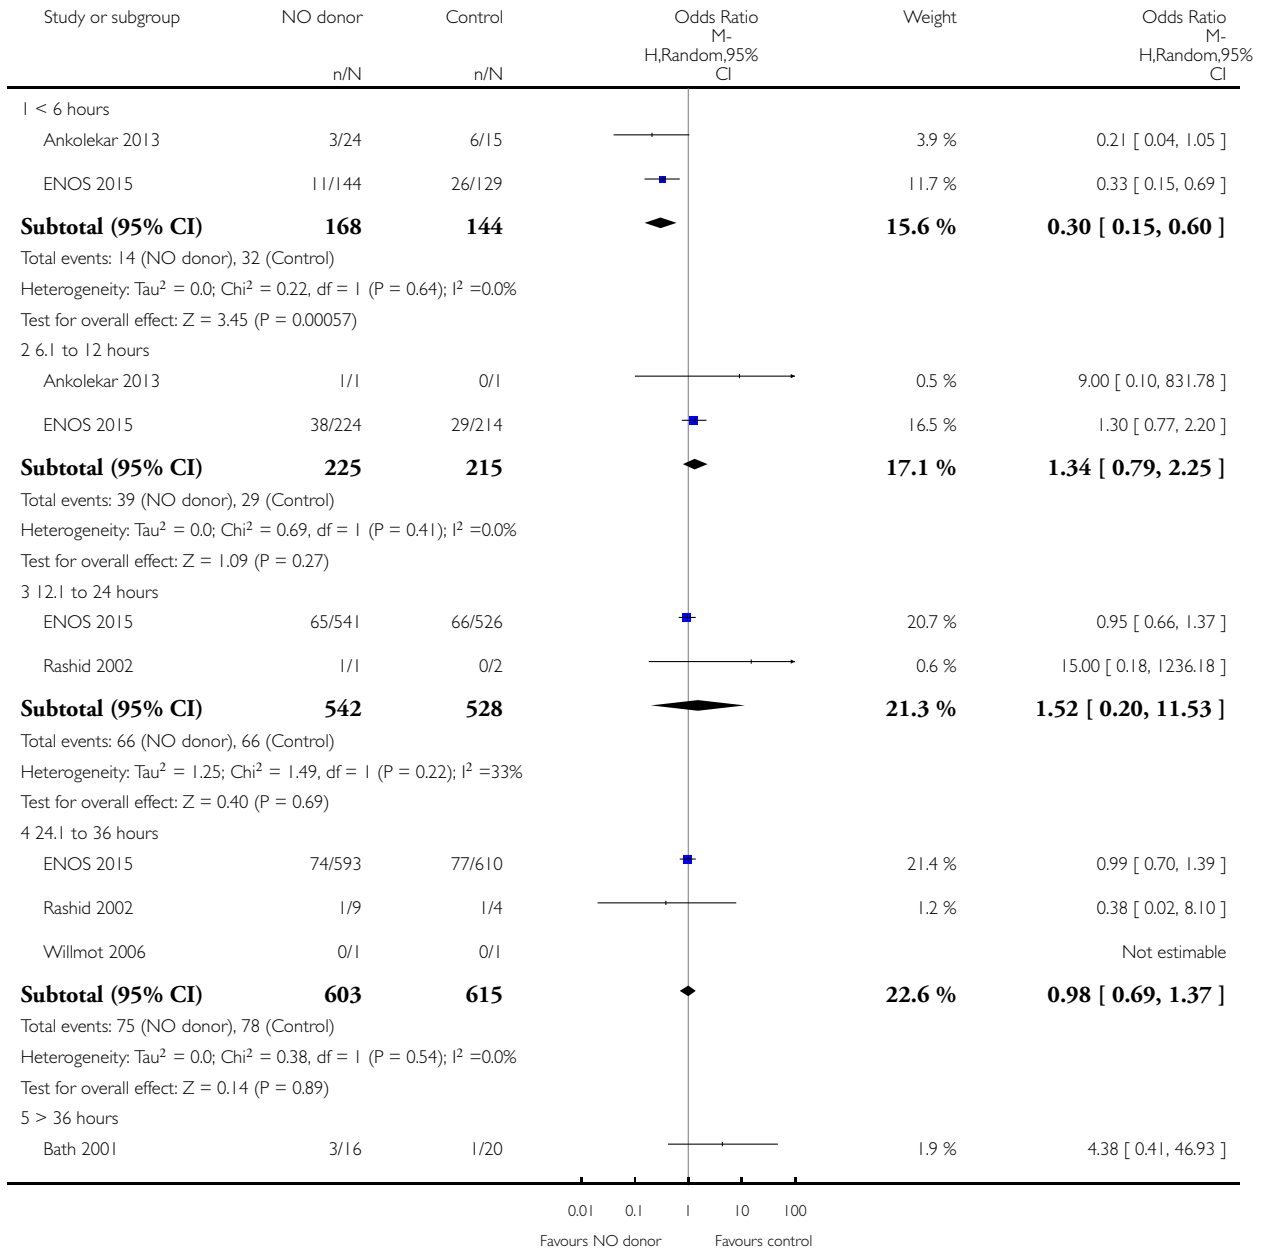 Study or subgroup NO donor Control Odds Ratio Weight Odds Ratio
M- M-
H,Random,95% H,Random,95%
n/N n/N CI CI
1 < 6 hours
Ankolekar 2013 3/24 6/15 3.9 % 0.21 [ 0.04, 1.05 ]
ENOS 2015 11/144 26/129 11.7 % 0.33 [ 0.15, 0.69 ]
Subtotal (95% CI) 168 144 15.6 % 0.30 [ 0.15, 0.60 ]
Total events: 14 (NO donor), 32 (Control)
Heterogeneity: Tau² = 0.0; Chi² = 0.22, df = 1 (P = 0.64); I² =0.0%
Test for overall effect: Z = 3.45 (P = 0.00057)
2 6.1 to 12 hours
Ankolekar 2013 1/1 0/1 0.5 % 9.00 [ 0.10, 831.78 ]
ENOS 2015 38/224 29/214 16.5 % 1.30 [ 0.77, 2.20 ]
Subtotal (95% CI) 225 215 17.1 % 1.34 [ 0.79, 2.25 ]
Total events: 39 (NO donor), 29 (Control)
Heterogeneity: Tau² = 0.0; Chi² = 0.69, df = 1 (P = 0.41); I² =0.0%
Test for overall effect: Z = 1.09 (P = 0.27)
3 12.1 to 24 hours
ENOS 2015 65/541 66/526 20.7 % 0.95 [ 0.66, 1.37 ]
Rashid 2002 1/1 0/2 0.6 % 15.00 [ 0.18, 1236.18 ]
Subtotal (95% CI) 542 528 21.3 % 1.52 [ 0.20, 11.53 ]
Total events: 66 (NO donor), 66 (Control)
Heterogeneity: Tau² = 1.25; Chi² = 1.49, df = 1 (P = 0.22); I² =33%
Test for overall effect: Z = 0.40 (P = 0.69)
4 24.1 to 36 hours
ENOS 2015 74/593 77/610 21.4 % 0.99 [ 0.70, 1.39 ]
Rashid 2002 1/9 1/4 1.2 % 0.38 [ 0.02, 8.10 ]
Willmot 2006 0/1 0/1 Not estimable
Subtotal (95% CI) 603 615 22.6 % 0.98 [ 0.69, 1.37 ]
Total events: 75 (NO donor), 78 (Control)
Heterogeneity: Tau² = 0.0; Chi² = 0.38, df = 1 (P = 0.54); I² =0.0%
Test for overall effect: Z = 0.14 (P = 0.89)
5 > 36 hours
Bath 2001 3/16 1/20 1.9 % 4.38 [ 0.41, 46.93 ]
0.01 0.1 1 10 100
Favours NO donor Favours control